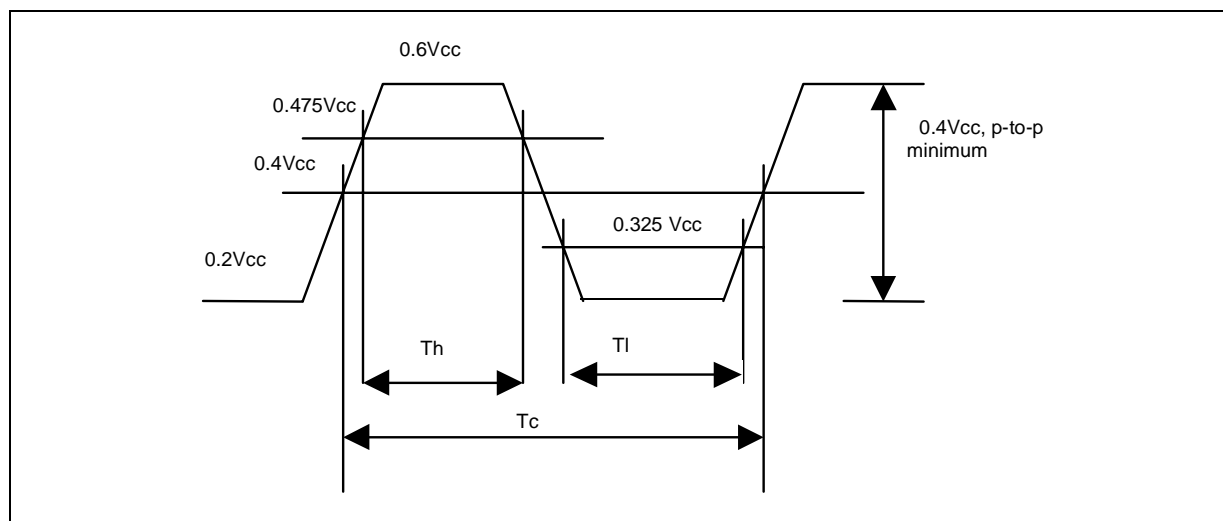 0.6Vcc
0.475Vcc
0.4Vcc, p-to-p
minimum
0.4Vcc
0.325 Vcc
0.2Vcc
Th
Tl
Tc